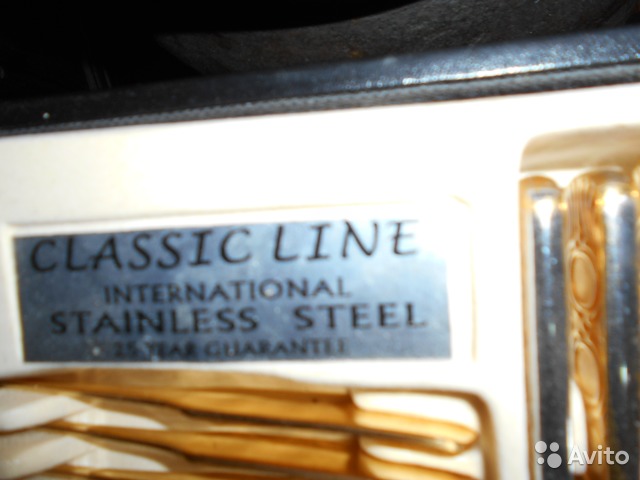 CLASSIC LINE
INTERNATIONAL
STAINLESS STEEL
25 YEAR GUARANTEE
Avito